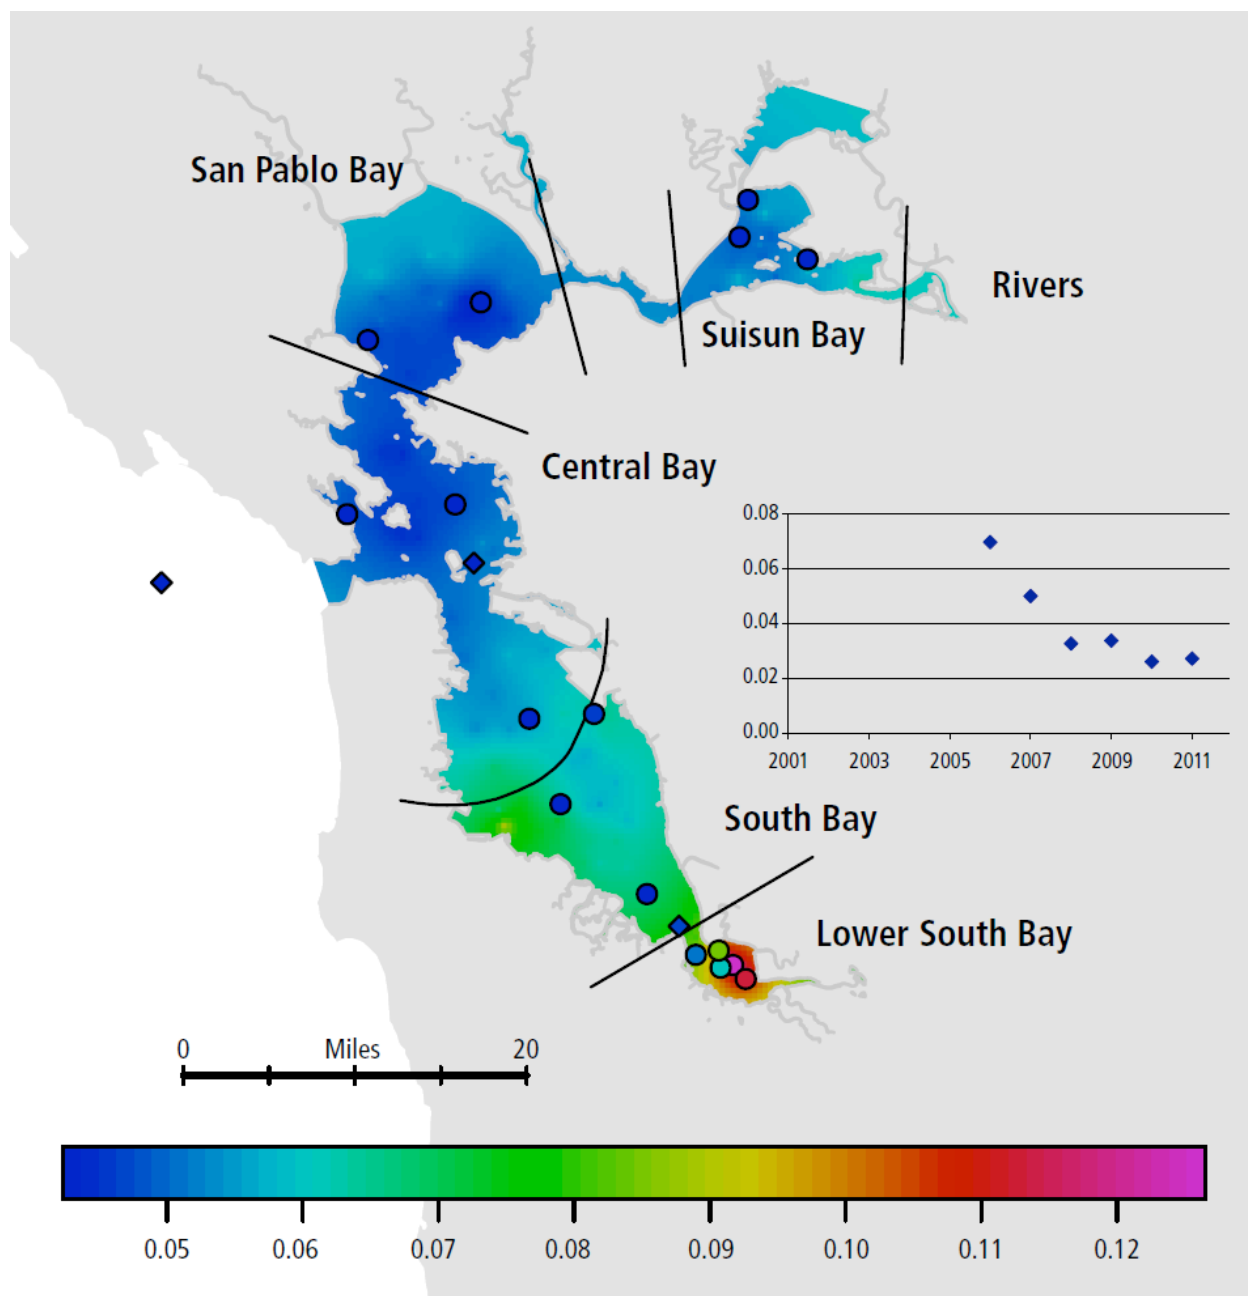 San Pablo Bay
Rivers
Suisun Bay
Central Bay
0.08
0.06
0.04
0.02
0.00
2001 2003 2005 2007 2009 2011
South Bay
Lower South Bay
0 Miles 20
0.05 0.06 0.07 0.08 0.09 0.10 0.11 0.12